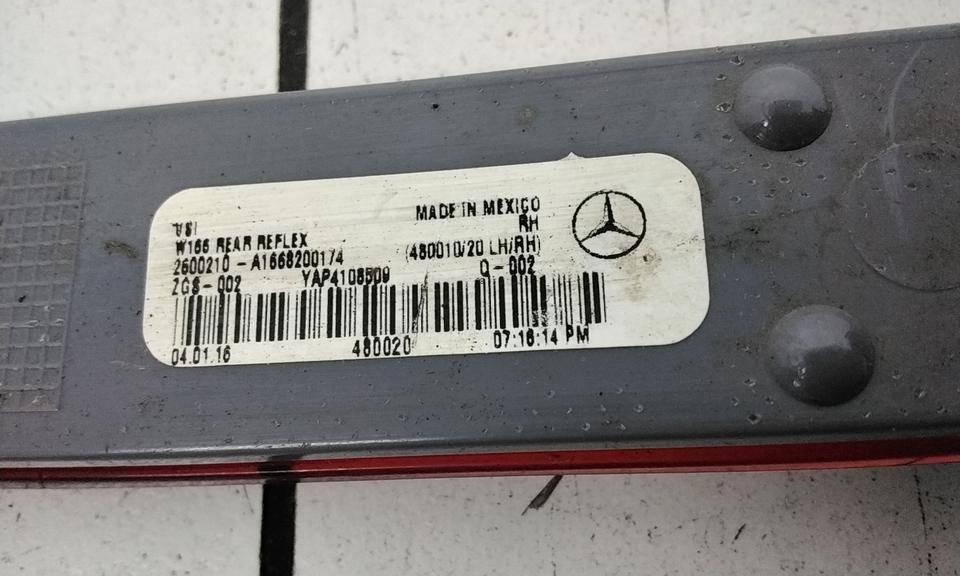 USI
MADE IN MEXICO
W166 REAR REFLEX
RH
2600210 - A1668200174
(480010/20 LH/RH)
ZGS - 002
YAP4108509
Q - 002
04.01.16
480020
07:16:14 PM